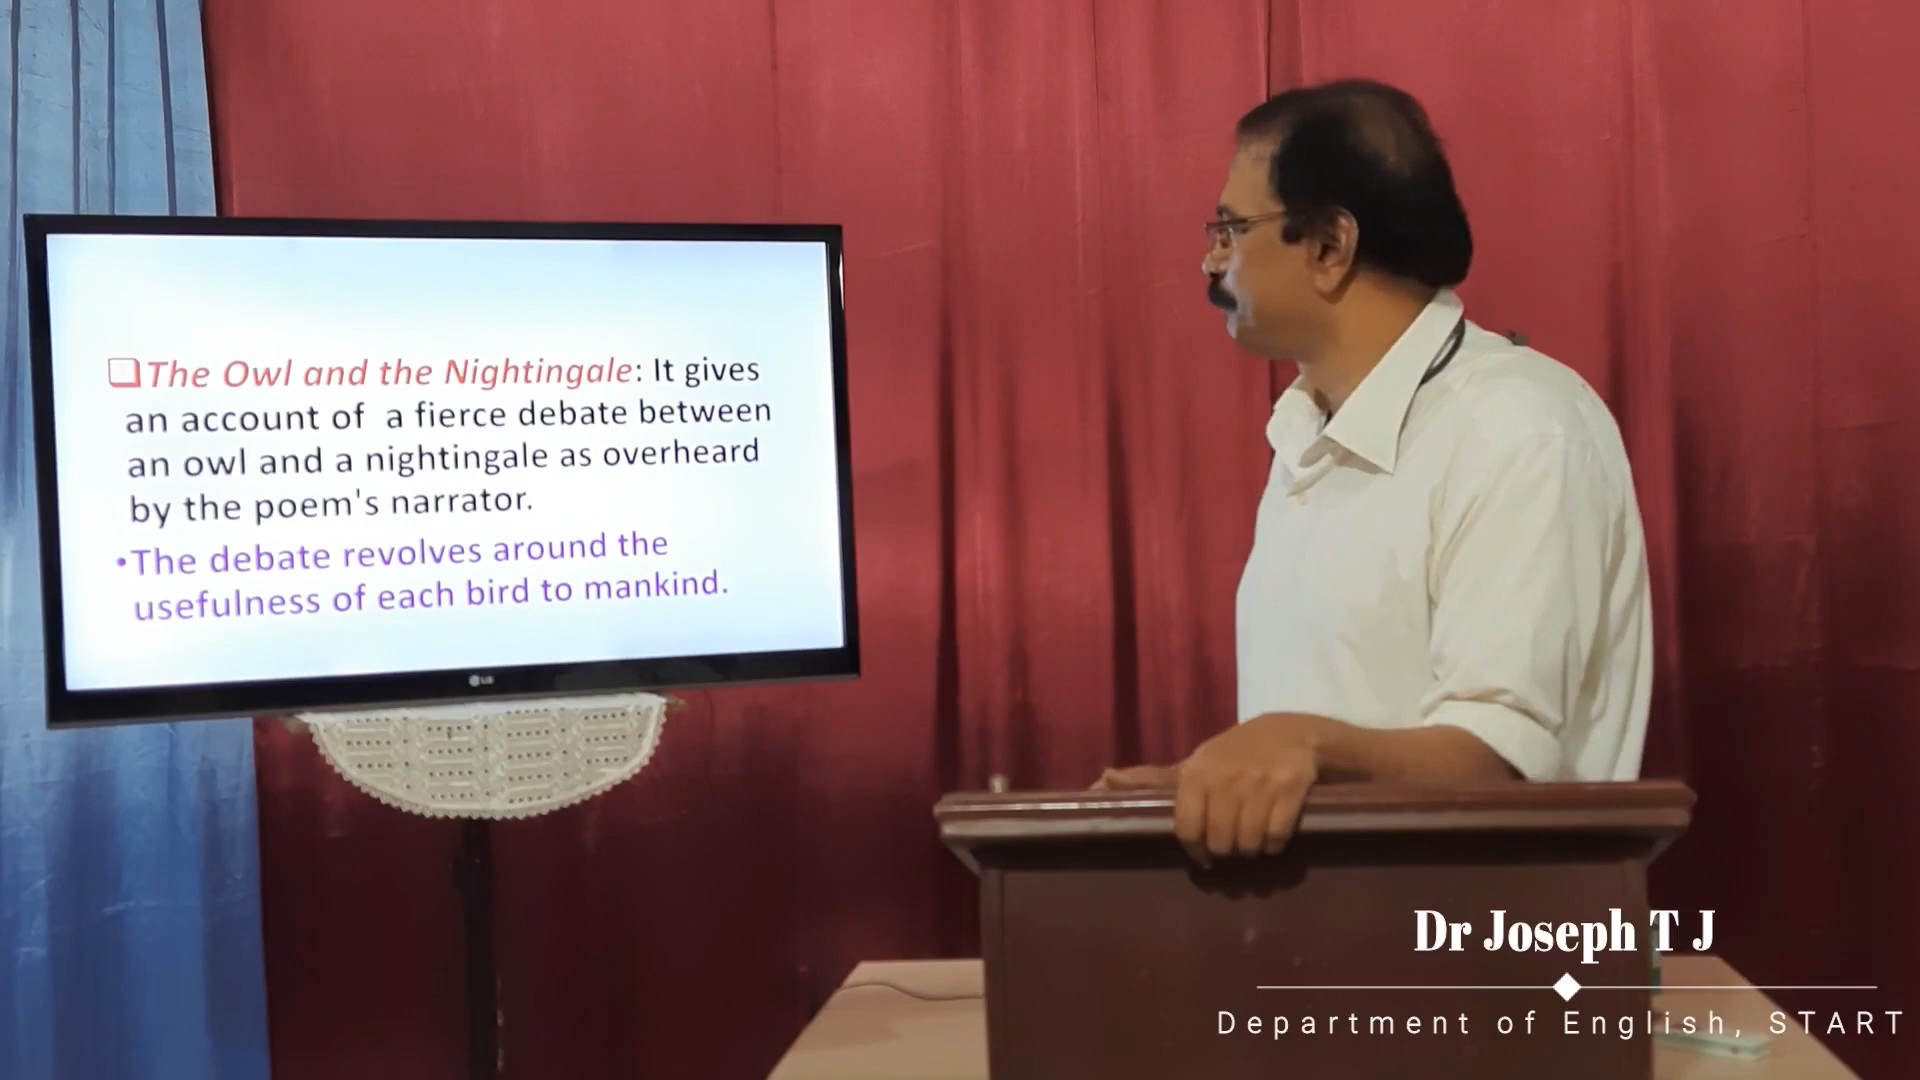 The Owl and the Nightingale: It gives
an account of a fierce debate between
an owl and a nightingale as overheard
by the poem's narrator.
•The debate revolves around the
usefulness of each bird to mankind.
LG
Dr Joseph T J
Department of English, START